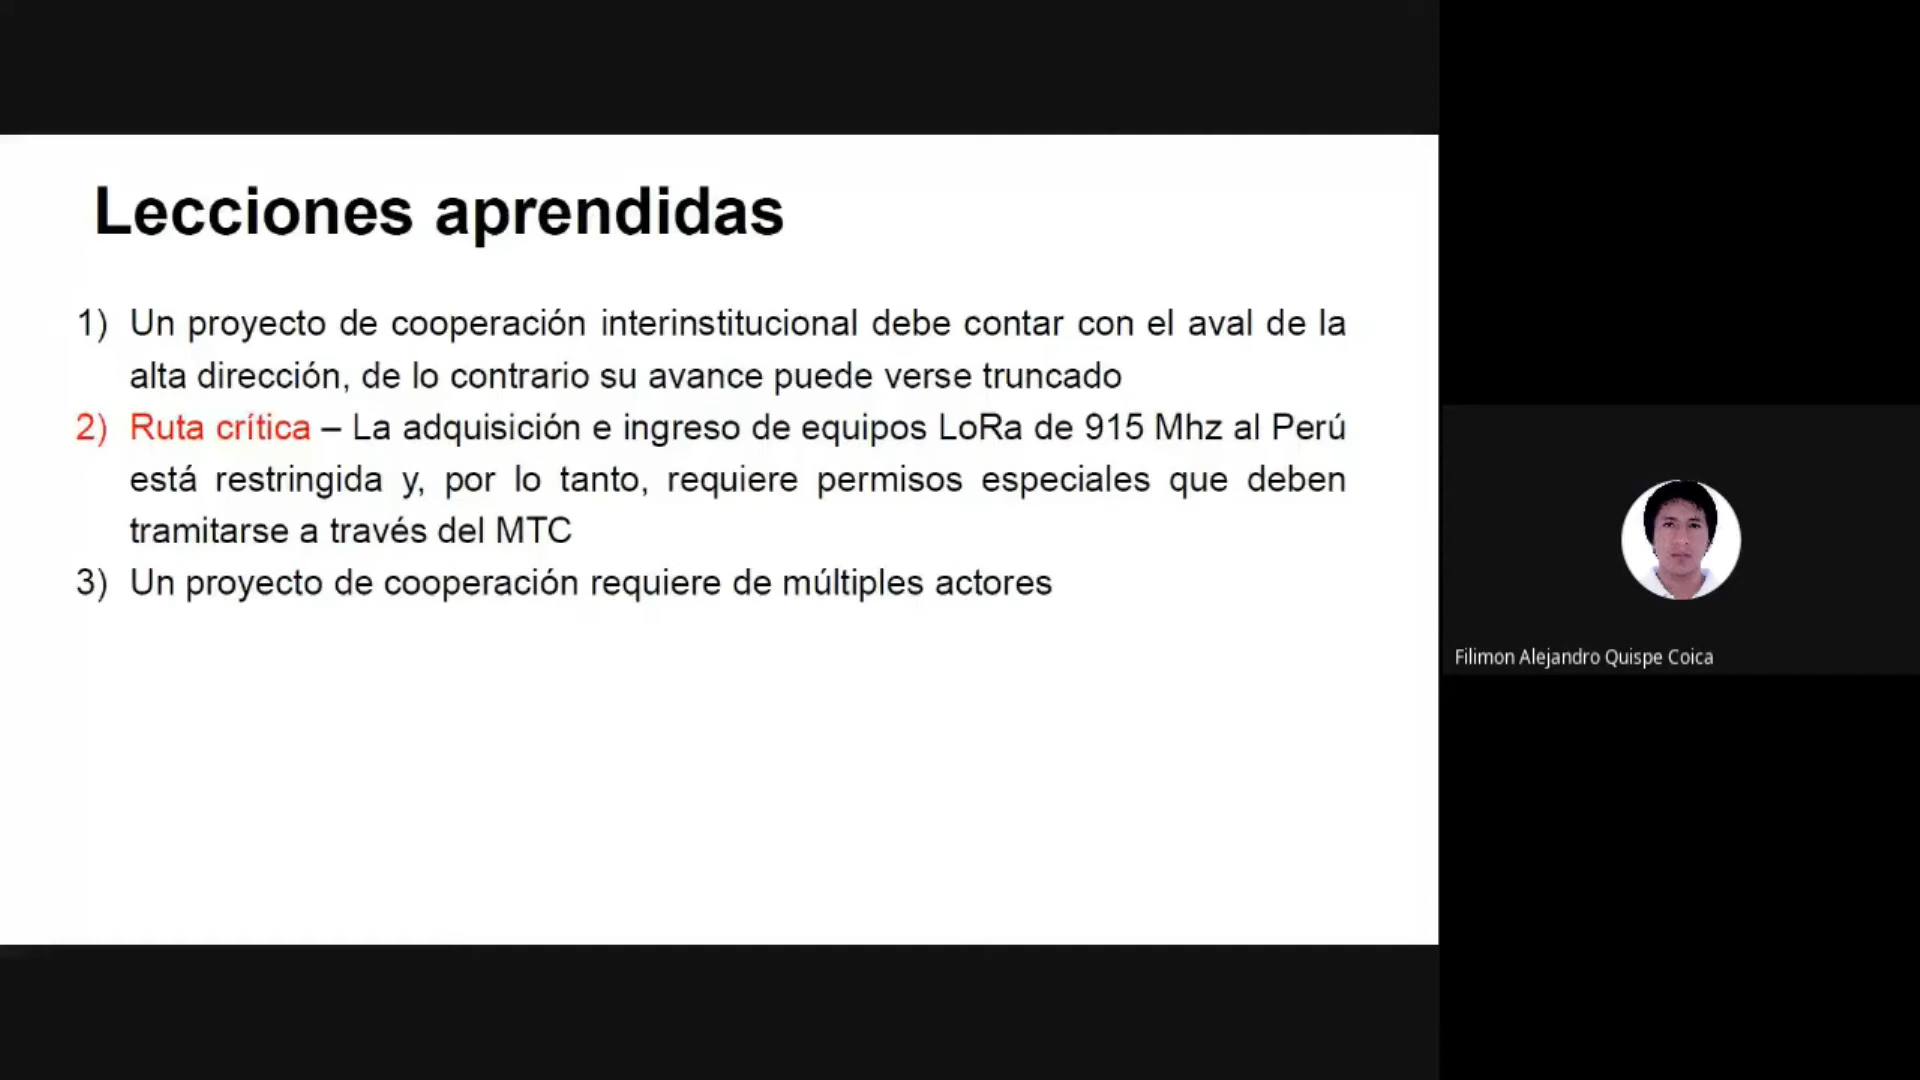 Lecciones aprendidas
1) Un proyecto de cooperación interinstitucional debe contar con el aval de la
alta dirección, de lo contrario su avance puede verse truncado
2) Ruta crítica – La adquisición e ingreso de equipos LoRa de 915 Mhz al Perú
está restringida y, por lo tanto, requiere permisos especiales que deben
tramitarse a través del MTC
3) Un proyecto de cooperación requiere de múltiples actores
Filimon Alejandro Quispe Coica